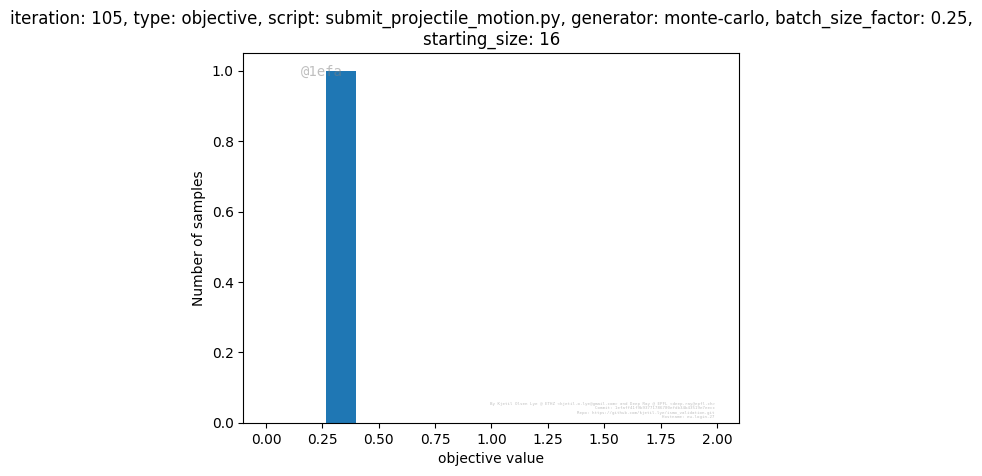 iteration: 105, type: objective, script: submit_projectile_motion.py, generator: monte-carlo, batch_size_factor: 0.25,
starting_size: 16
@1efa
1.0
0.8
0.6
0.4
0.2
0.0
Number of samples
0.00 0.25 0.50 0.75 1.00 1.25 1.50 1.75 2.00
objective value